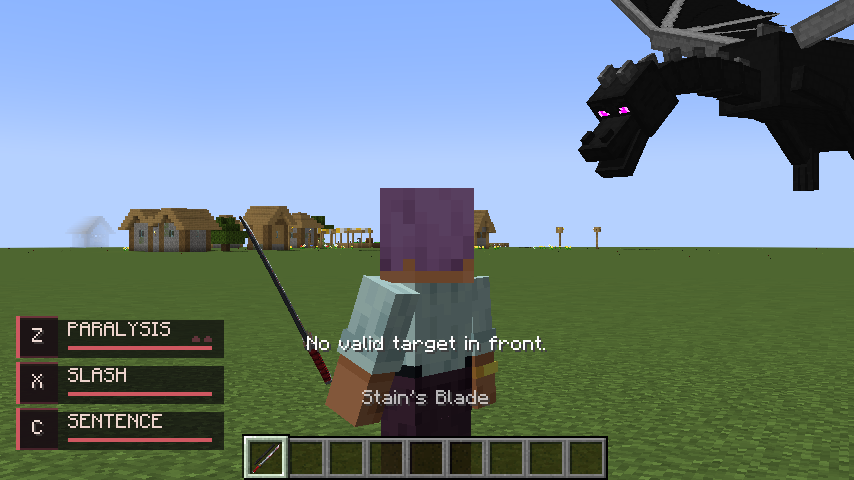 Z PARALYSIS
X SLASH
C SENTENCE
No valid target in front.
Stain's Blade